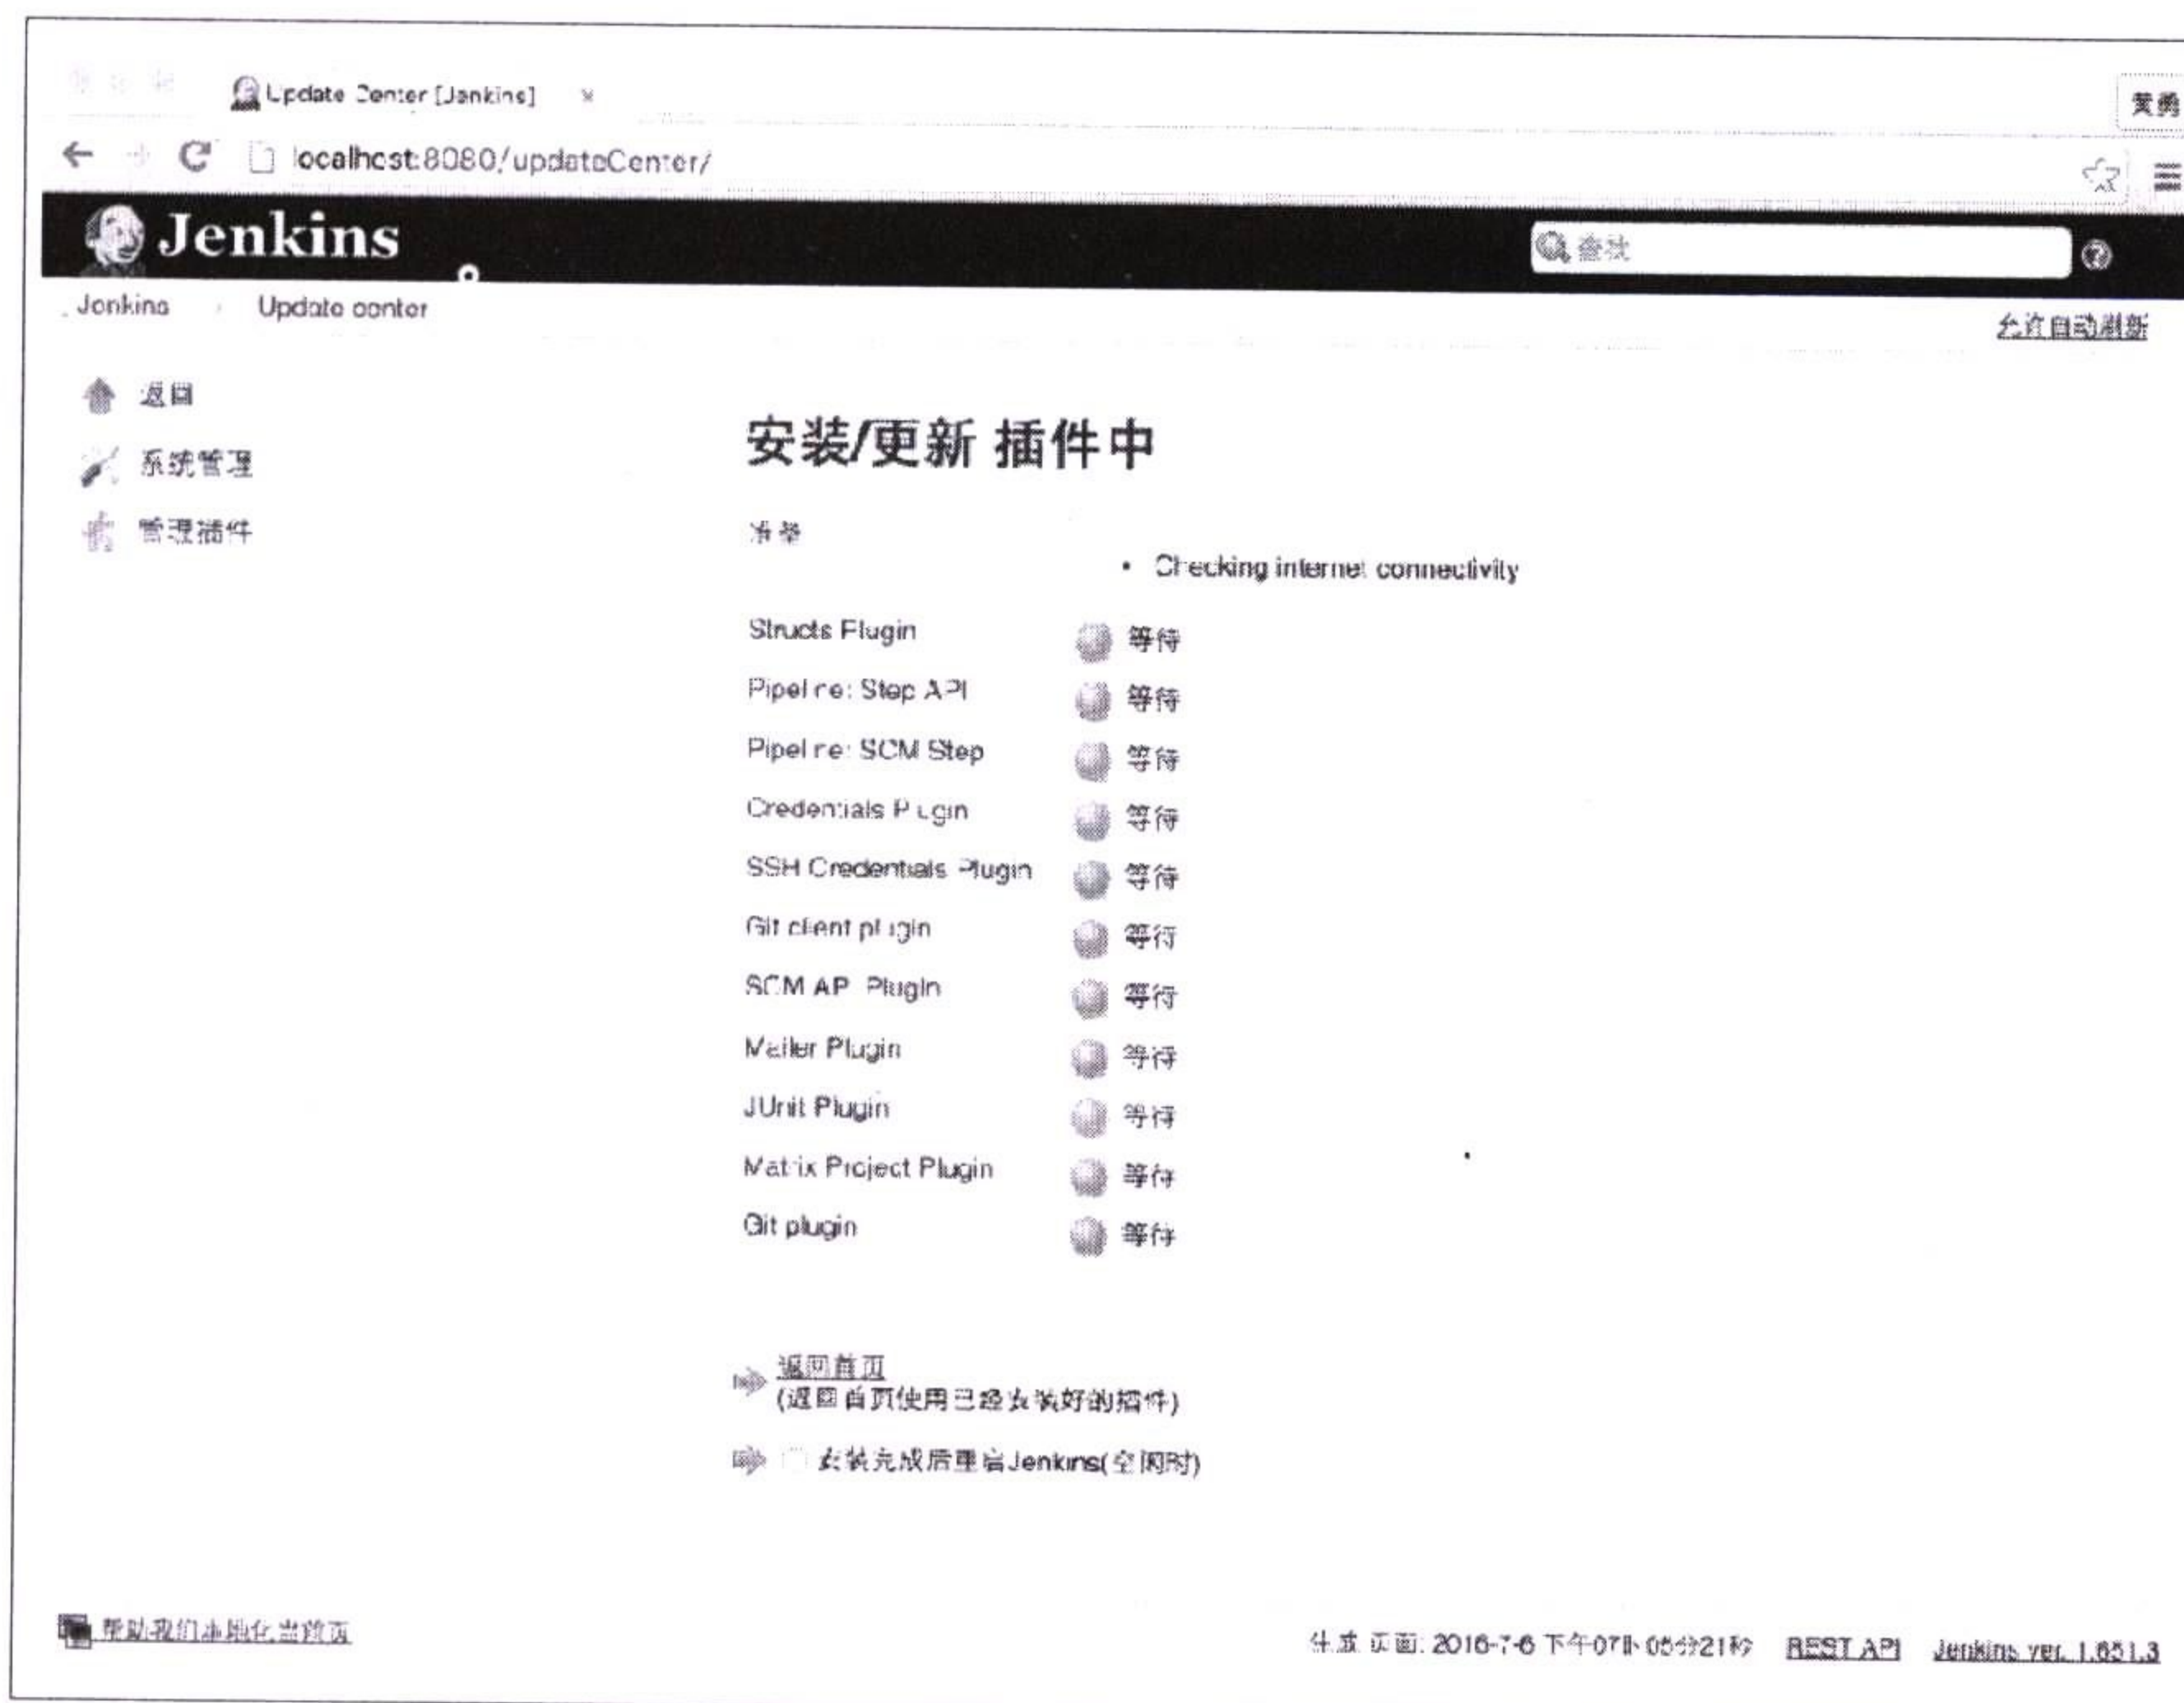 Update Center [Jenkins]
黄勇
localhost:8080/updateCenter/
Jenkins
查找
Jenkins
Update center
允许自动刷新
返回
系统管理
管理插件
安装/更新 插件中
准备
• Checking internet connectivity
Structs Plugin 等待
Pipeline: Step API 等待
Pipeline: SCM Step 等待
Credentials Plugin 等待
SSH Credentials Plugin 等待
Git client plugin 等待
SCM API Plugin 等待
Mailer Plugin 等待
JUnit Plugin 等待
Matrix Project Plugin 等待
Git plugin 等待
返回首页
(返回首页使用已经安装好的插件)
安装完成后重启Jenkins(空闲时)
帮助我们本地化当前页
生成页面: 2016-7-6 下午07时05分21秒 REST API Jenkins ver. 1.651.3